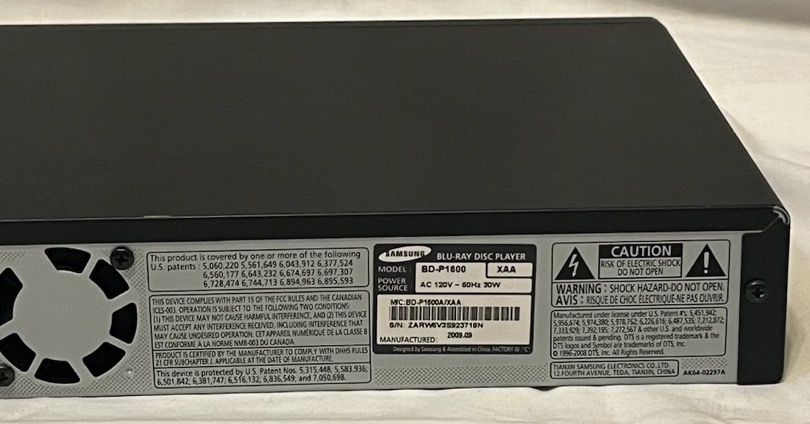 This product is covered by one or more of the following
U.S. patents : 5,060,220 5,561,649 6,043,912 6,377,524
6,560,177 6,643,232 6,674,697 6,697,307
6,728,474 6,744,713 6,894,963 6,895,593
THIS DEVICE COMPLIES WITH PART 15 OF THE FCC RULES AND THE CANADIAN
ICES-003. OPERATION IS SUBJECT TO THE FOLLOWING TWO CONDITIONS:
(1) THIS DEVICE MAY NOT CAUSE HARMFUL INTERFERENCE, AND (2) THIS DEVICE
MUST ACCEPT ANY INTERFERENCE RECEIVED, INCLUDING INTERFERENCE THAT
MAY CAUSE UNDESIRED OPERATION. CET APPAREIL NUMÉRIQUE DE LA CLASSE B
EST CONFORME À LA NORME NMB-003 DU CANADA.
PRODUCT IS CERTIFIED BY THE MANUFACTURER TO COMPLY WITH DHHS RULES
21 CFR SUBCHAPTER J. APPLICABLE AT THE DATE OF MANUFACTURE.
This device is protected by U.S. Patent Nos. 5,315,448, 5,583,936,
6,501,842, 6,381,747, 6,516,132, 6,836,549, and 7,050,698.
SAMSUNG BLU-RAY DISC PLAYER
MODEL : BD-P1600 XAA
POWER SOURCE AC 120V ~ 60Hz 30W
M/C:BD-P1600A/XAA
S/N:
MANUFACTURED: 2009.09
Designed by Samsung & Assembled in China FACTORY ID "C"
CAUTION
RISK OF ELECTRIC SHOCK
DO NOT OPEN
WARNING : SHOCK HAZARD-DO NOT OPEN.
AVIS : RISQUE DE CHOC ÉLECTRIQUE-NE PAS OUVRIR.
Manufactured under license under U.S. Patent #'s: 5,451,942;
5,956,674; 5,974,380; 5,978,762; 6,226,616; 6,487,535; 7,212,872;
7,333,929; 7,392,195; 7,272,567 & other U.S. and worldwide
patents issued & pending. DTS is a registered trademark & the
DTS logos and Symbol are trademarks of DTS, Inc.
© 1996-2008 DTS, Inc. All Rights Reserved.
TIANJIN SAMSUNG ELECTRONICS CO., LTD.
12.FOURTH AVENUE, TEDA, TIANJIN, CHINA
AK64-02297A